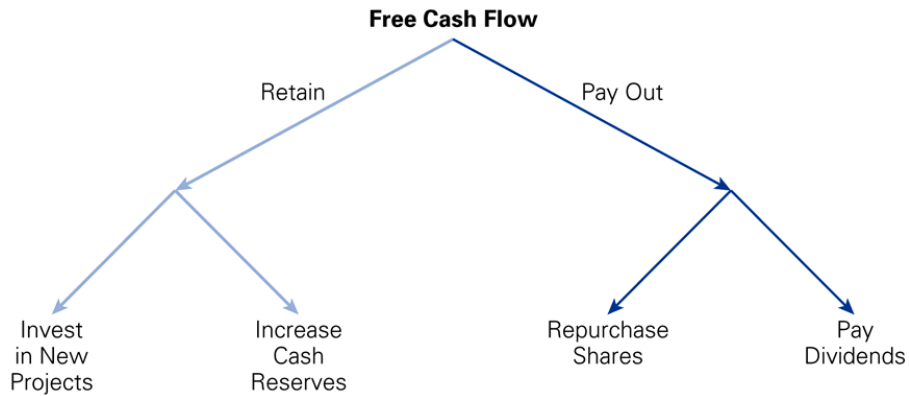 Free Cash Flow
Retain
Pay Out
Invest
in New
Projects
Increase
Cash
Reserves
Repurchase
Shares
Pay
Dividends